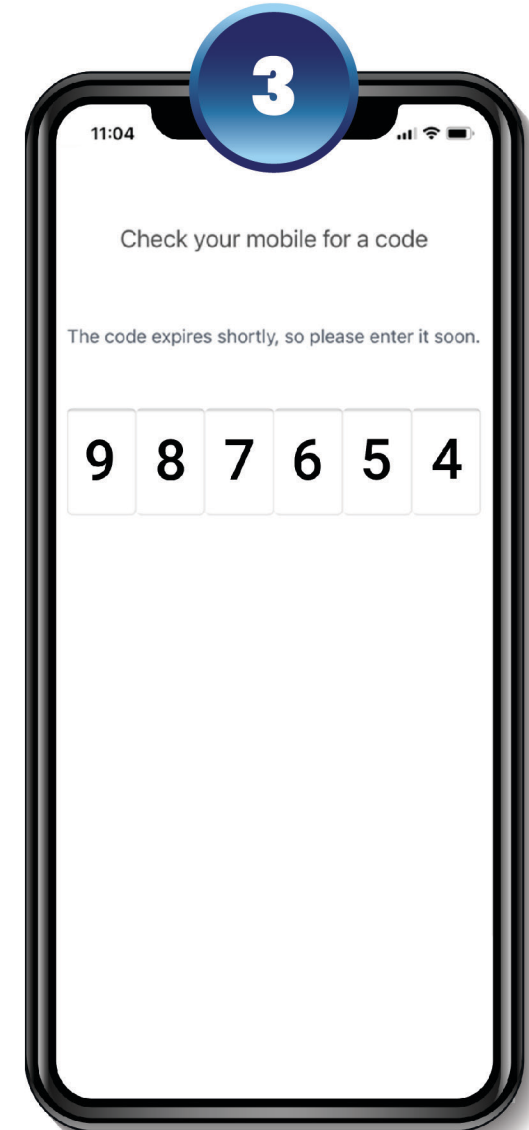 3
11:04
Check your mobile for a code
The code expires shortly, so please enter it soon.
9 8 7 6 5 4